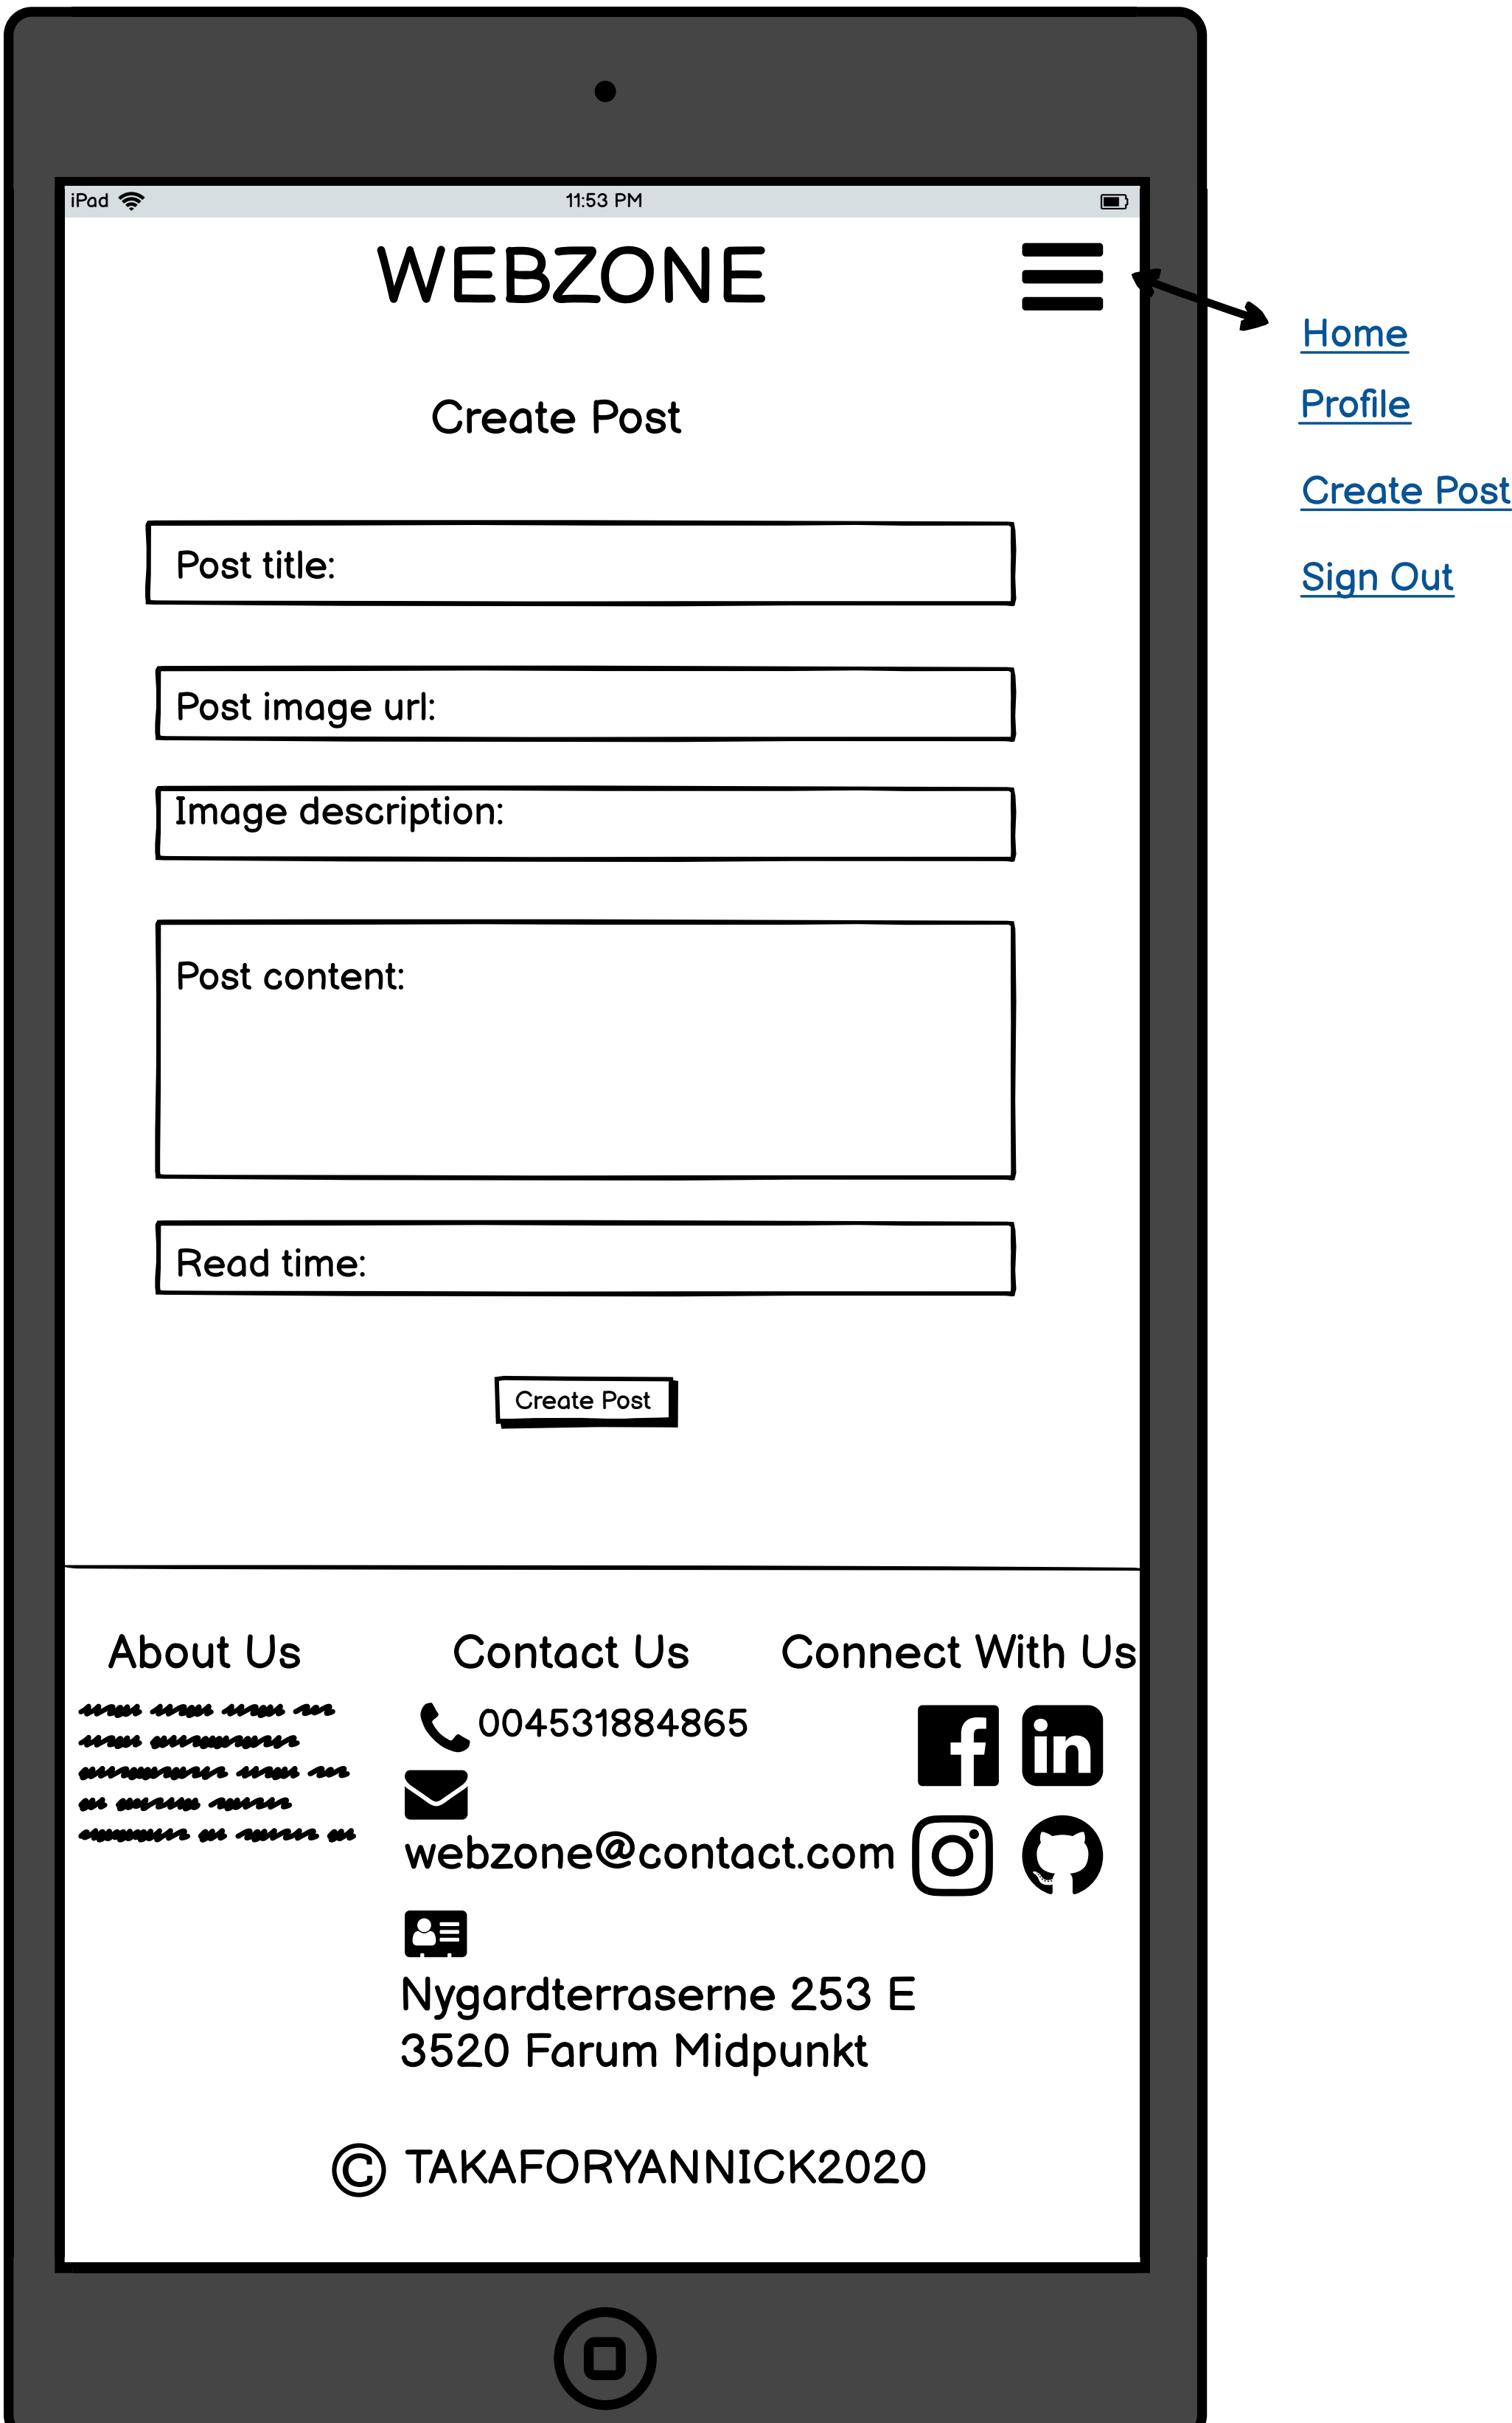 iPad 11:53 PM
WEBZONE
Home
Profile
Create Post
Sign Out
Create Post
Post title:
Post image url:
Image description:
Post content:
Read time:
Create Post
About Us
Contact Us
Connect With Us
004531884865
webzone@contact.com
Nygardterraserne 253 E
3520 Farum Midpunkt
© TAKAFORYANNICK2020